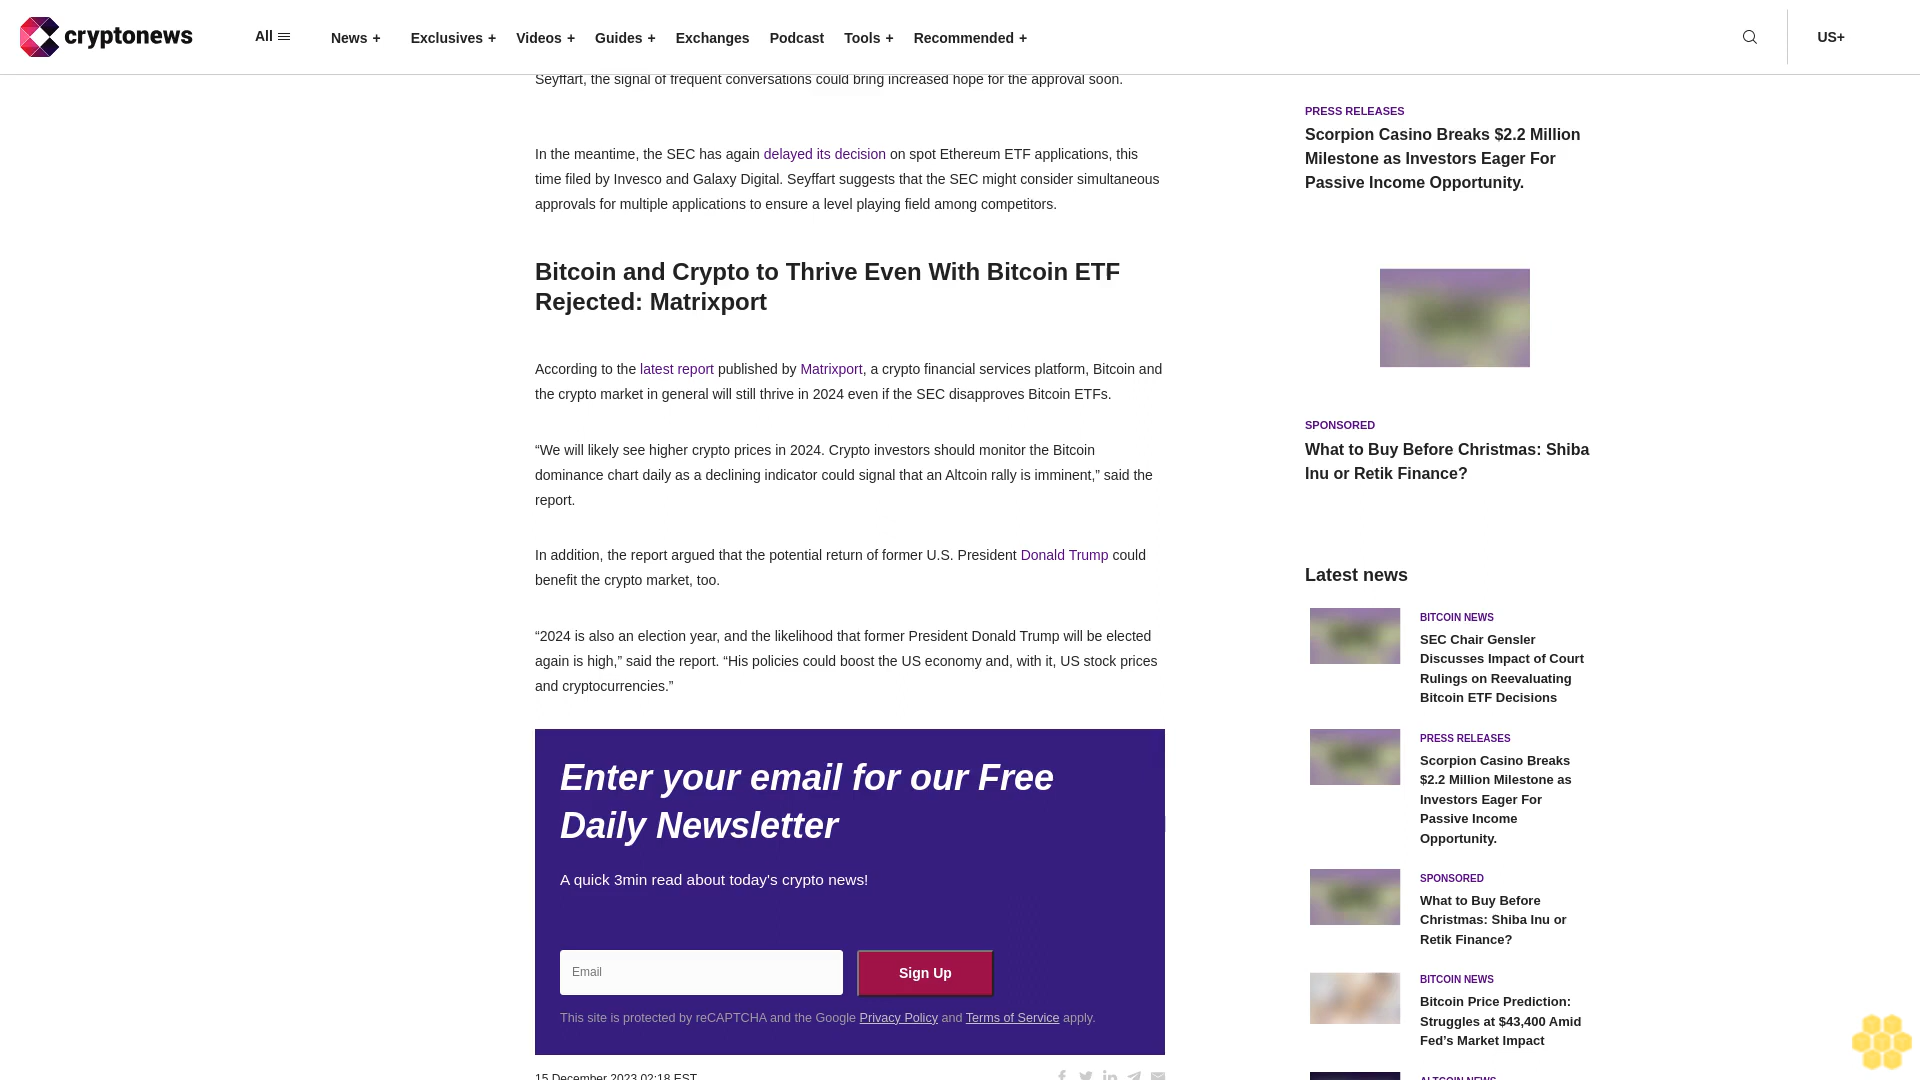 cryptonews
All
News +
Exclusives +
Videos +
Guides +
Exchanges
Podcast
Tools +
Recommended +
US+
Seyffart, the signal of frequent conversations could bring increased hope for the approval soon.
In the meantime, the SEC has again delayed its decision on spot Ethereum ETF applications, this
time filed by Invesco and Galaxy Digital. Seyffart suggests that the SEC might consider simultaneous
approvals for multiple applications to ensure a level playing field among competitors.
Bitcoin and Crypto to Thrive Even With Bitcoin ETF
Rejected: Matrixport
According to the latest report published by Matrixport, a crypto financial services platform, Bitcoin and
the crypto market in general will still thrive in 2024 even if the SEC disapproves Bitcoin ETFs.
“We will likely see higher crypto prices in 2024. Crypto investors should monitor the Bitcoin
dominance chart daily as a declining indicator could signal that an Altcoin rally is imminent,” said the
report.
In addition, the report argued that the potential return of former U.S. President Donald Trump could
benefit the crypto market, too.
“2024 is also an election year, and the likelihood that former President Donald Trump will be elected
again is high,” said the report. “His policies could boost the US economy and, with it, US stock prices
and cryptocurrencies.”
Enter your email for our Free
Daily Newsletter
A quick 3min read about today's crypto news!
Email
Sign Up
This site is protected by reCAPTCHA and the Google Privacy Policy and Terms of Service apply.
15 December 2023 02:18 EST
PRESS RELEASES
Scorpion Casino Breaks $2.2 Million
Milestone as Investors Eager For
Passive Income Opportunity.
SPONSORED
What to Buy Before Christmas: Shiba
Inu or Retik Finance?
Latest news
BITCOIN NEWS
SEC Chair Gensler
Discusses Impact of Court
Rulings on Reevaluating
Bitcoin ETF Decisions
PRESS RELEASES
Scorpion Casino Breaks
$2.2 Million Milestone as
Investors Eager For
Passive Income
Opportunity.
SPONSORED
What to Buy Before
Christmas: Shiba Inu or
Retik Finance?
BITCOIN NEWS
Bitcoin Price Prediction:
Struggles at $43,400 Amid
Fed’s Market Impact
ALTCOIN NEWS